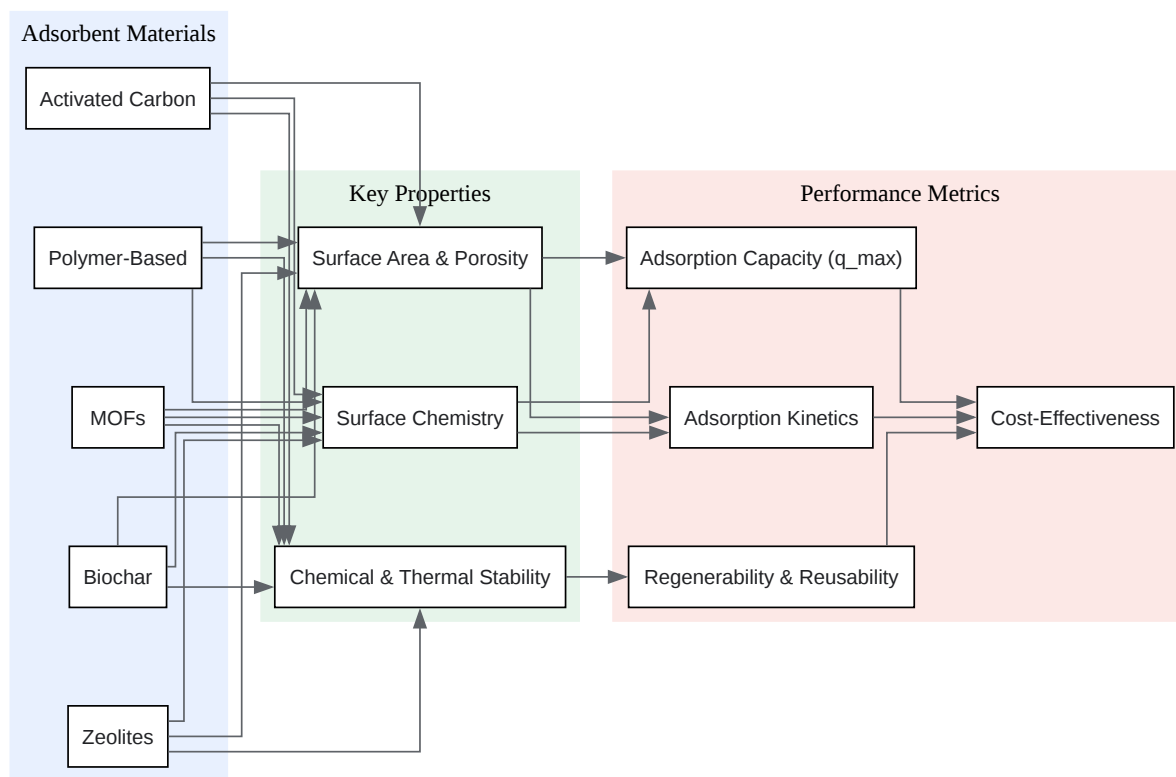 Adsorbent Materials
Activated Carbon
Polymer-Based
MOFs
Biochar
Zeolites
Key Properties
Surface Area & Porosity
Surface Chemistry
Chemical & Thermal Stability
Performance Metrics
Adsorption Capacity (q_max)
Adsorption Kinetics
Regenerability & Reusability
Cost-Effectiveness